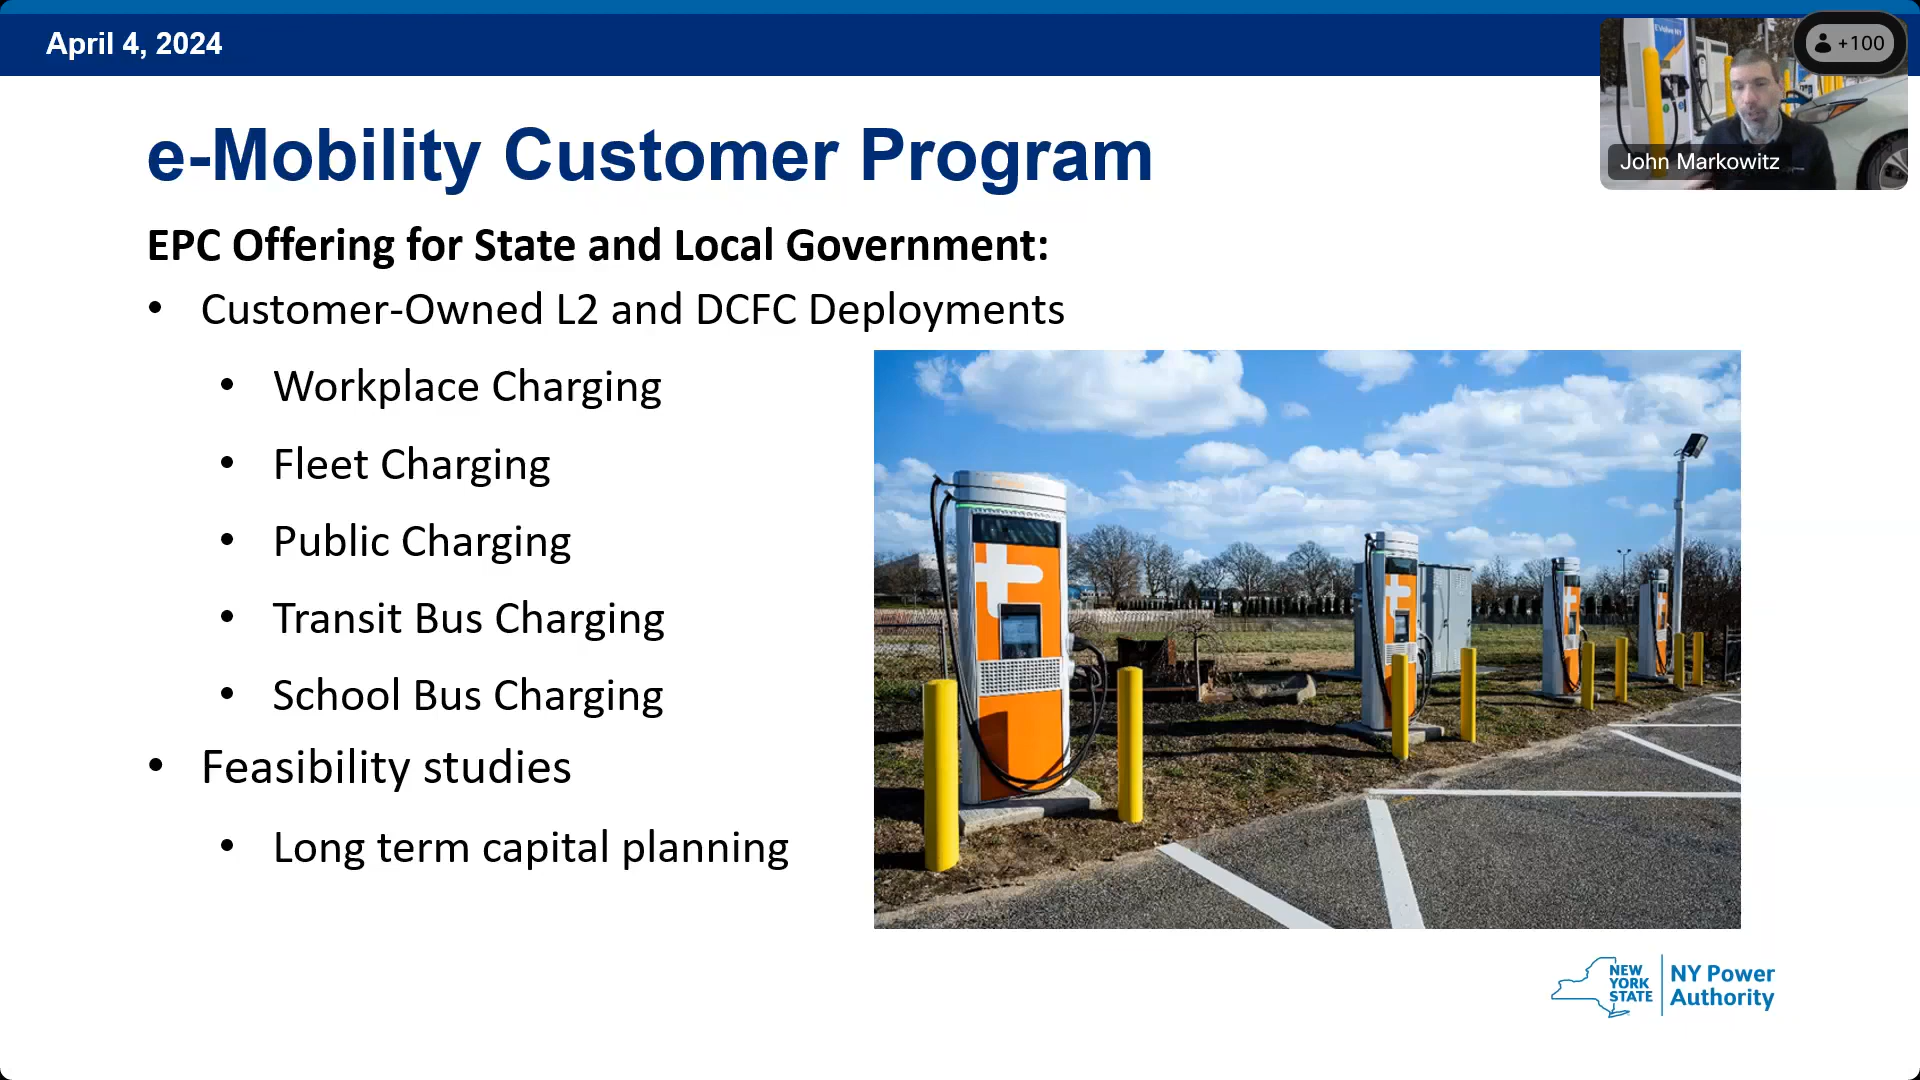 April 4, 2024
+100
John Markowitz
e-Mobility Customer Program
EPC Offering for State and Local Government:
• Customer-Owned L2 and DCFC Deployments
• Workplace Charging
• Fleet Charging
• Public Charging
• Transit Bus Charging
• School Bus Charging
• Feasibility studies
• Long term capital planning
NEW
YORK
STATE
NY Power
Authority